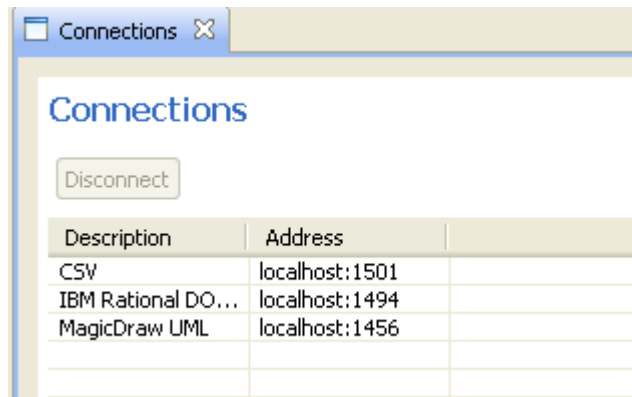 Connections
Connections
Disconnect
Description Address
CSV localhost:1501
IBM Rational DO... localhost:1494
MagicDraw UML localhost:1456